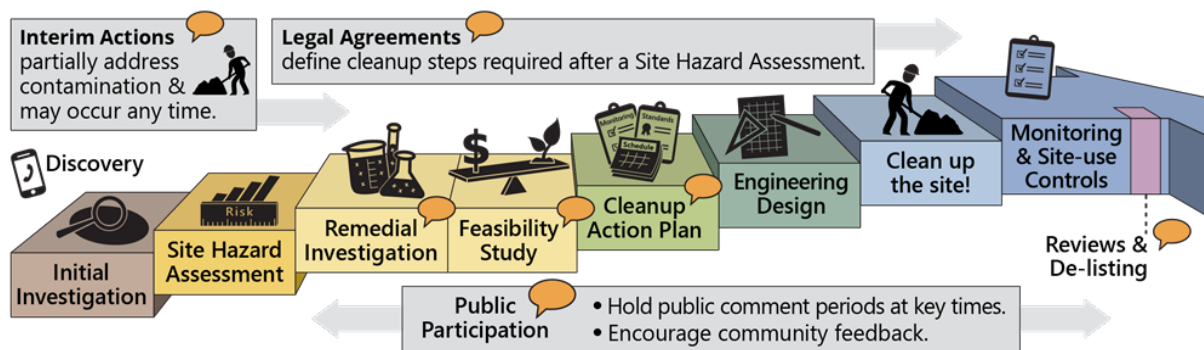 Interim Actions
partially address
contamination &
may occur any time.
Legal Agreements
define cleanup steps required after a Site Hazard Assessment.
Discovery
Initial
Investigation
Risk
Site Hazard
Assessment
Remedial
Investigation
$
Feasibility
Study
Monitoring
Standards
Schedule
Cleanup
Action Plan
Engineering
Design
Clean up
the site!
Monitoring
& Site-use
Controls
Reviews &
De-listing
Public
Participation
• Hold public comment periods at key times.
• Encourage community feedback.